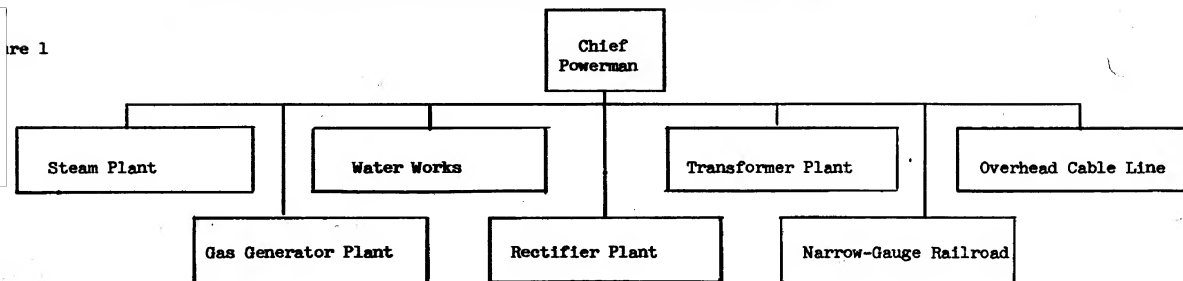 ure 1
Chief
Powerman
Steam Plant
Water Works
Transformer Plant
Overhead Cable Line
Gas Generator Plant
Rectifier Plant
Narrow-Gauge Railroad